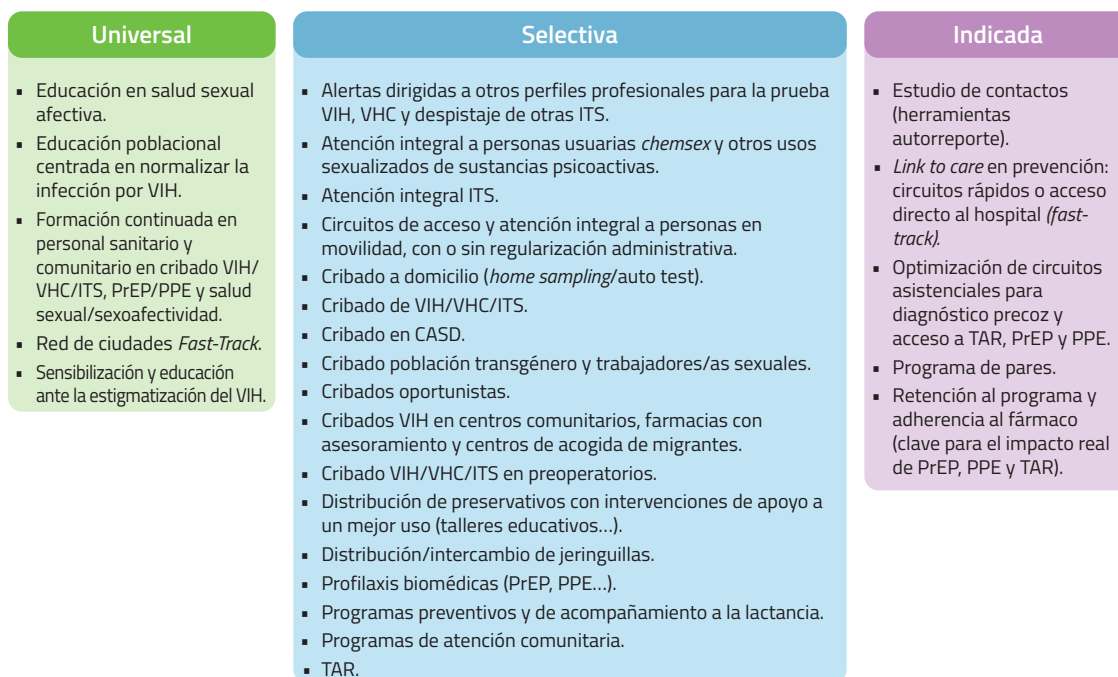 Universal
▪ Educación en salud sexual
afectiva.
▪ Educación poblacional
centrada en normalizar la
infección por VIH.
▪ Formación continuada en
personal sanitario y
comunitario en cribado VIH/
VHC/ITS, PrEP/PPE y salud
sexual/sexoafectividad.
▪ Red de ciudades Fast-Track.
▪ Sensibilización y educación
ante la estigmatización del VIH.
Selectiva
▪ Alertas dirigidas a otros perfiles profesionales para la prueba
VIH, VHC y despistaje de otras ITS.
▪ Atención integral a personas usuarias chemsex y otros usos
sexualizados de sustancias psicoactivas.
▪ Atención integral ITS.
▪ Circuitos de acceso y atención integral a personas en
movilidad, con o sin regularización administrativa.
▪ Cribado a domicilio (home sampling/auto test).
▪ Cribado de VIH/VHC/ITS.
▪ Cribado en CASD.
▪ Cribado población transgénero y trabajadores/as sexuales.
▪ Cribados oportunistas.
▪ Cribados VIH en centros comunitarios, farmacias con
asesoramiento y centros de acogida de migrantes.
▪ Cribado VIH/VHC/ITS en preoperatorios.
▪ Distribución de preservativos con intervenciones de apoyo a
un mejor uso (talleres educativos...).
▪ Distribución/intercambio de jeringuillas.
▪ Profilaxis biomédicas (PrEP, PPE...).
▪ Programas preventivos y de acompañamiento a la lactancia.
▪ Programas de atención comunitaria.
▪ TAR.
Indicada
▪ Estudio de contactos
(herramientas
autorreporte).
▪ Link to care en prevención:
circuitos rápidos o acceso
directo al hospital (fast-
track).
▪ Optimización de circuitos
asistenciales para
diagnóstico precoz y
acceso a TAR, PrEP y PPE.
▪ Programa de pares.
▪ Retención al programa y
adherencia al fármaco
(clave para el impacto real
de PrEP, PPE y TAR).